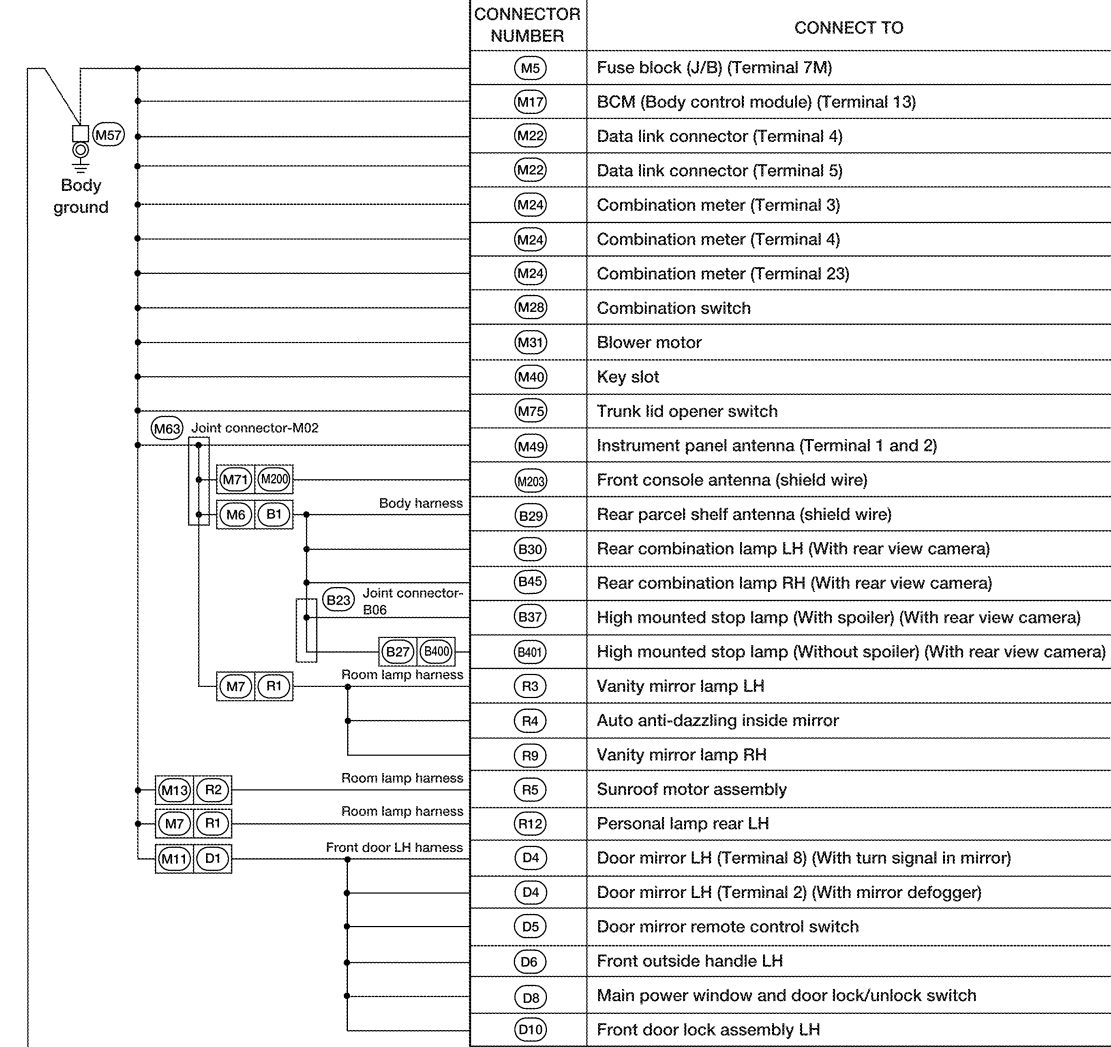 CONNECTOR
NUMBER
CONNECT TO
M5 Fuse block (J/B) (Terminal 7M)
M17 BCM (Body control module) (Terminal 13)
M57
M22 Data link connector (Terminal 4)
M22 Data link connector (Terminal 5)
Body
ground
M24 Combination meter (Terminal 3)
M24 Combination meter (Terminal 4)
M24 Combination meter (Terminal 23)
M28 Combination switch
M31 Blower motor
M40 Key slot
M75 Trunk lid opener switch
M63 Joint connector-M02
M49 Instrument panel antenna (Terminal 1 and 2)
M71 M200 M203 Front console antenna (shield wire)
Body harness
M6 B1 B29 Rear parcel shelf antenna (shield wire)
B30 Rear combination lamp LH (With rear view camera)
B45 Rear combination lamp RH (With rear view camera)
B23 Joint connector-
B06
B37 High mounted stop lamp (With spoiler) (With rear view camera)
B27 B400 B401 High mounted stop lamp (Without spoiler) (With rear view camera)
Room lamp harness
M7 R1 R3 Vanity mirror lamp LH
R4 Auto anti-dazzling inside mirror
R9 Vanity mirror lamp RH
Room lamp harness
M13 R2 R5 Sunroof motor assembly
Room lamp harness
M7 R1 R12 Personal lamp rear LH
Front door LH harness
M11 D1 D4 Door mirror LH (Terminal 8) (With turn signal in mirror)
D4 Door mirror LH (Terminal 2) (With mirror defogger)
D5 Door mirror remote control switch
D6 Front outside handle LH
D8 Main power window and door lock/unlock switch
D10 Front door lock assembly LH